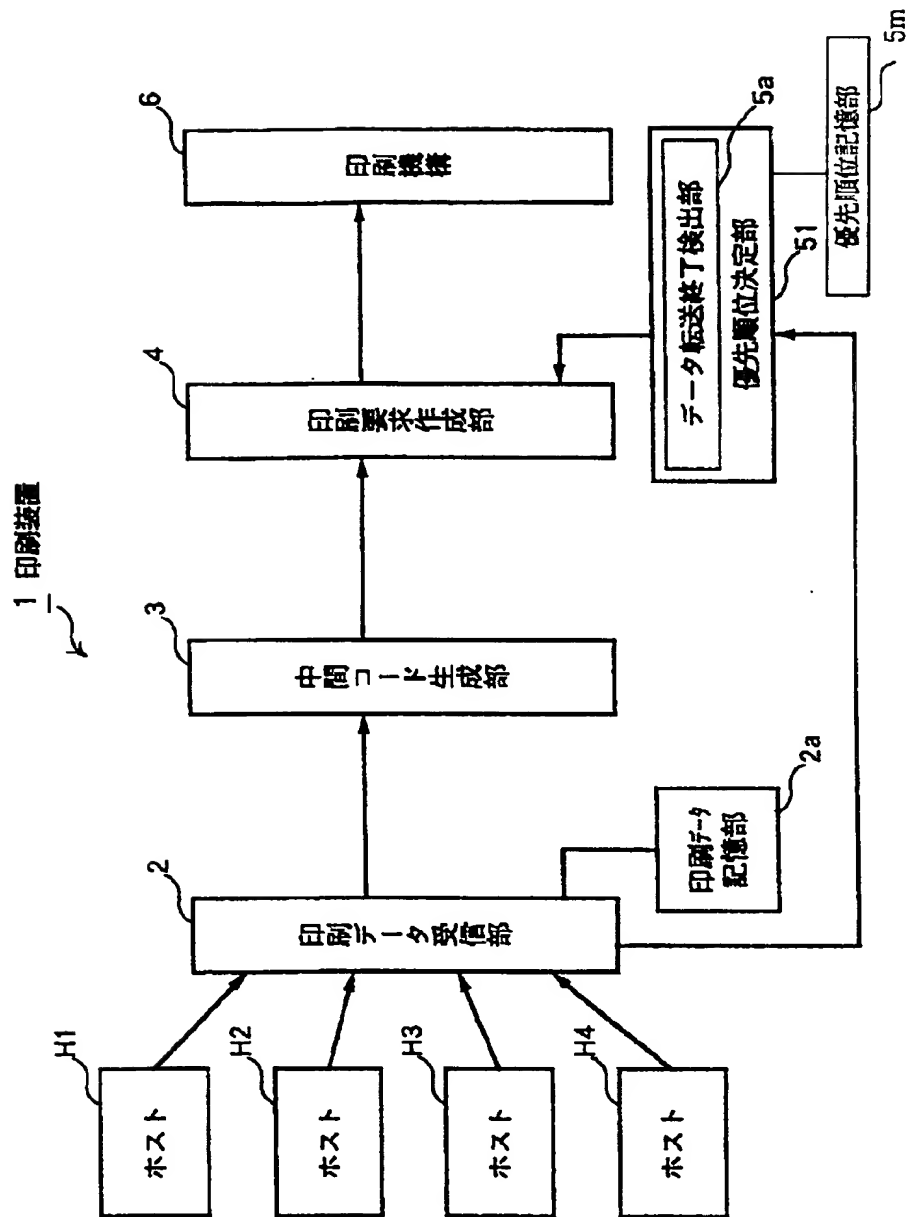 1 印刷装置
H1
ホスト
H2
ホスト
H3
ホスト
H4
ホスト
2
印刷データ受信部
2a
印刷データ
記憶部
3
中間コード生成部
4
印刷要求作成部
6
印刷機構
5a
データ転送終了検出部
優先順位決定部
51
優先順位記憶部
5m